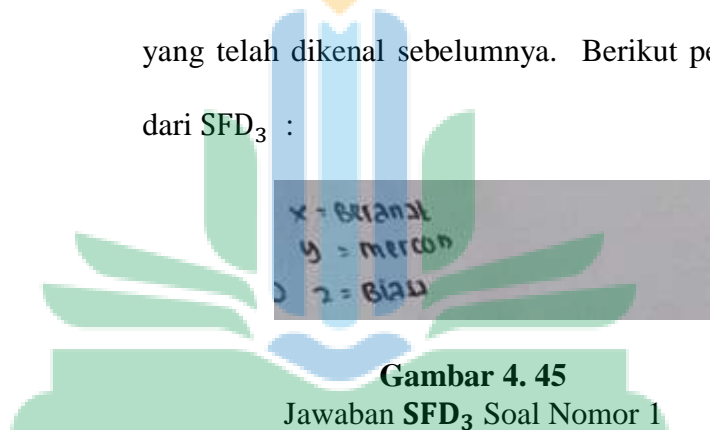 yang telah dikenal sebelumnya. Berikut pe
dari SFD₃ :
x = Beranak
y = mercon
z = Biasa
Gambar 4. 45
Jawaban SFD₃ Soal Nomor 1